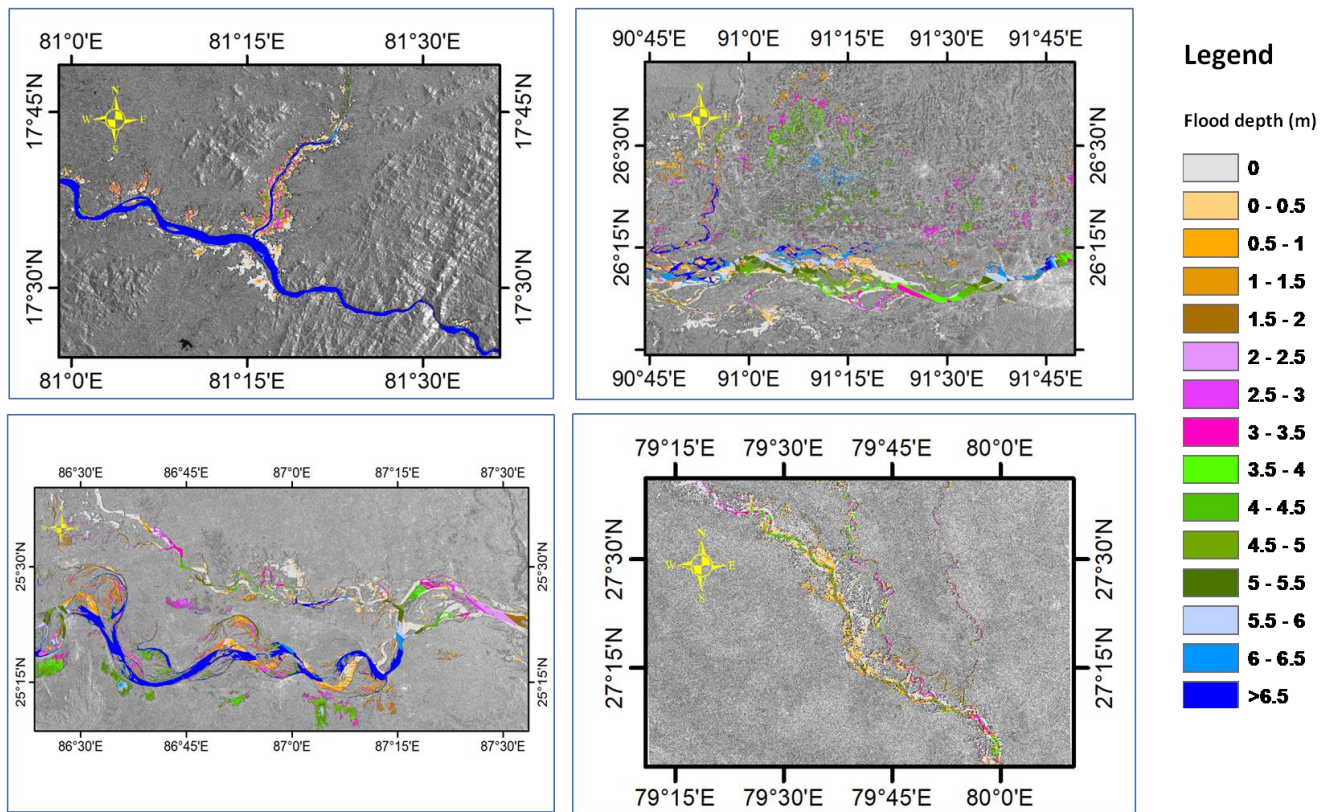 81°0'E 81°15'E 81°30'E
17°45'N 17°45'N
N
W E
S
17°30'N 17°30'N
81°0'E 81°15'E 81°30'E
90°45'E 91°0'E 91°15'E 91°30'E 91°45'E
N
W E
S
26°30'N 26°30'N
26°15'N 26°15'N
90°45'E 91°0'E 91°15'E 91°30'E 91°45'E
86°30'E 86°45'E 87°0'E 87°15'E 87°30'E
25°30'N 25°30'N
25°15'N 25°15'N
86°30'E 86°45'E 87°0'E 87°15'E 87°30'E
79°15'E 79°30'E 79°45'E 80°0'E
N
W E
S
27°30'N 27°30'N
27°15'N 27°15'N
79°15'E 79°30'E 79°45'E 80°0'E
Legend
Flood depth (m)
0
0 - 0.5
0.5 - 1
1 - 1.5
1.5 - 2
2 - 2.5
2.5 - 3
3 - 3.5
3.5 - 4
4 - 4.5
4.5 - 5
5 - 5.5
5.5 - 6
6 - 6.5
>6.5